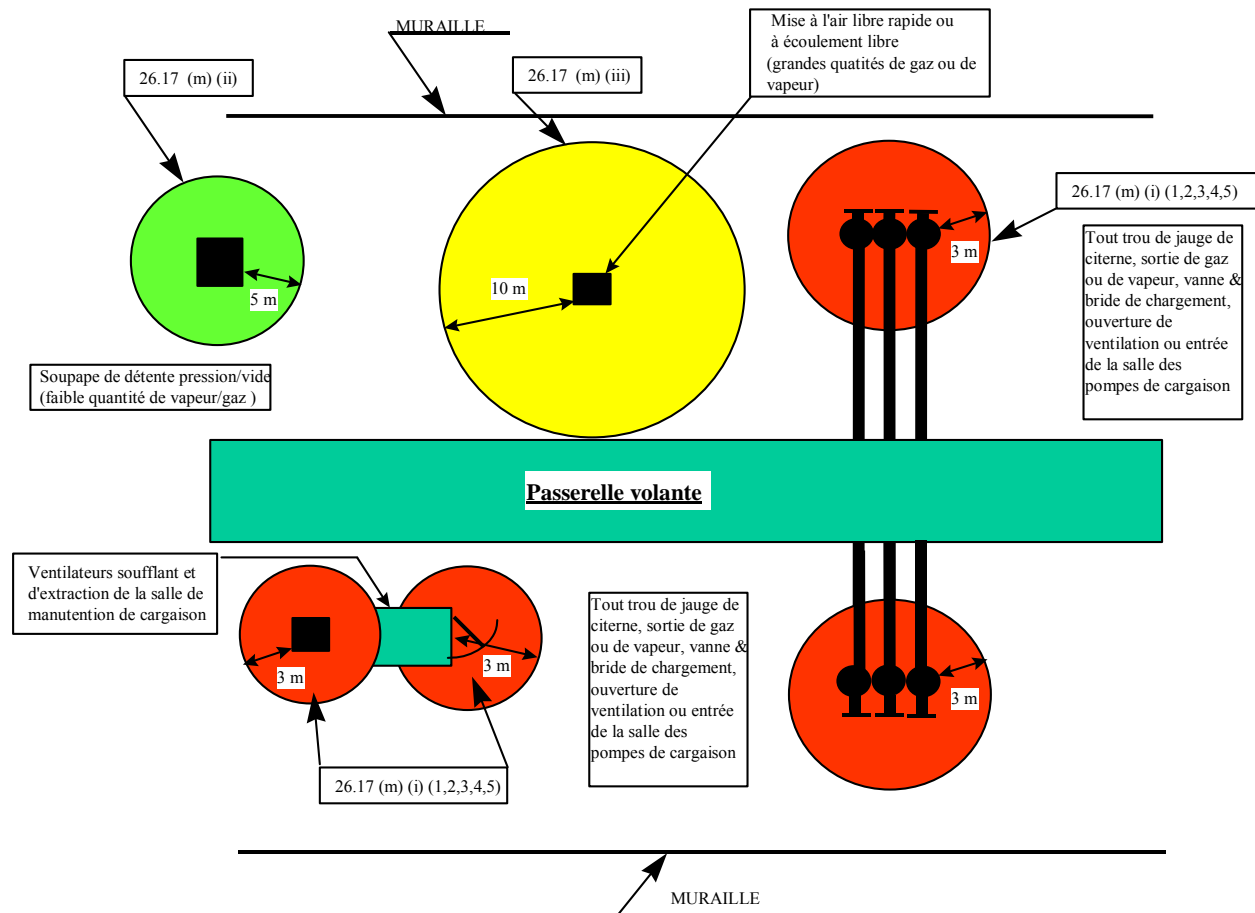 MURAILLE
Mise à l'air libre rapide ou
à écoulement libre
(grandes quatités de gaz ou de
vapeur)
26.17 (m) (ii)
26.17 (m) (iii)
26.17 (m) (i) (1,2,3,4,5)
3 m
Tout trou de jauge de
citerne, sortie de gaz
ou de vapeur, vanne &
bride de chargement,
ouverture de
ventilation ou entrée
de la salle des
pompes de cargaison
5 m
10 m
Soupape de détente pression/vide
(faible quantité de vapeur/gaz )
Passerelle volante
Ventilateurs soufflant et
d'extraction de la salle de
manutention de cargaison
3 m
3 m
Tout trou de jauge de
citerne, sortie de gaz
ou de vapeur, vanne &
bride de chargement,
ouverture de
ventilation ou entrée
de la salle des
pompes de cargaison
3 m
26.17 (m) (i) (1,2,3,4,5)
MURAILLE